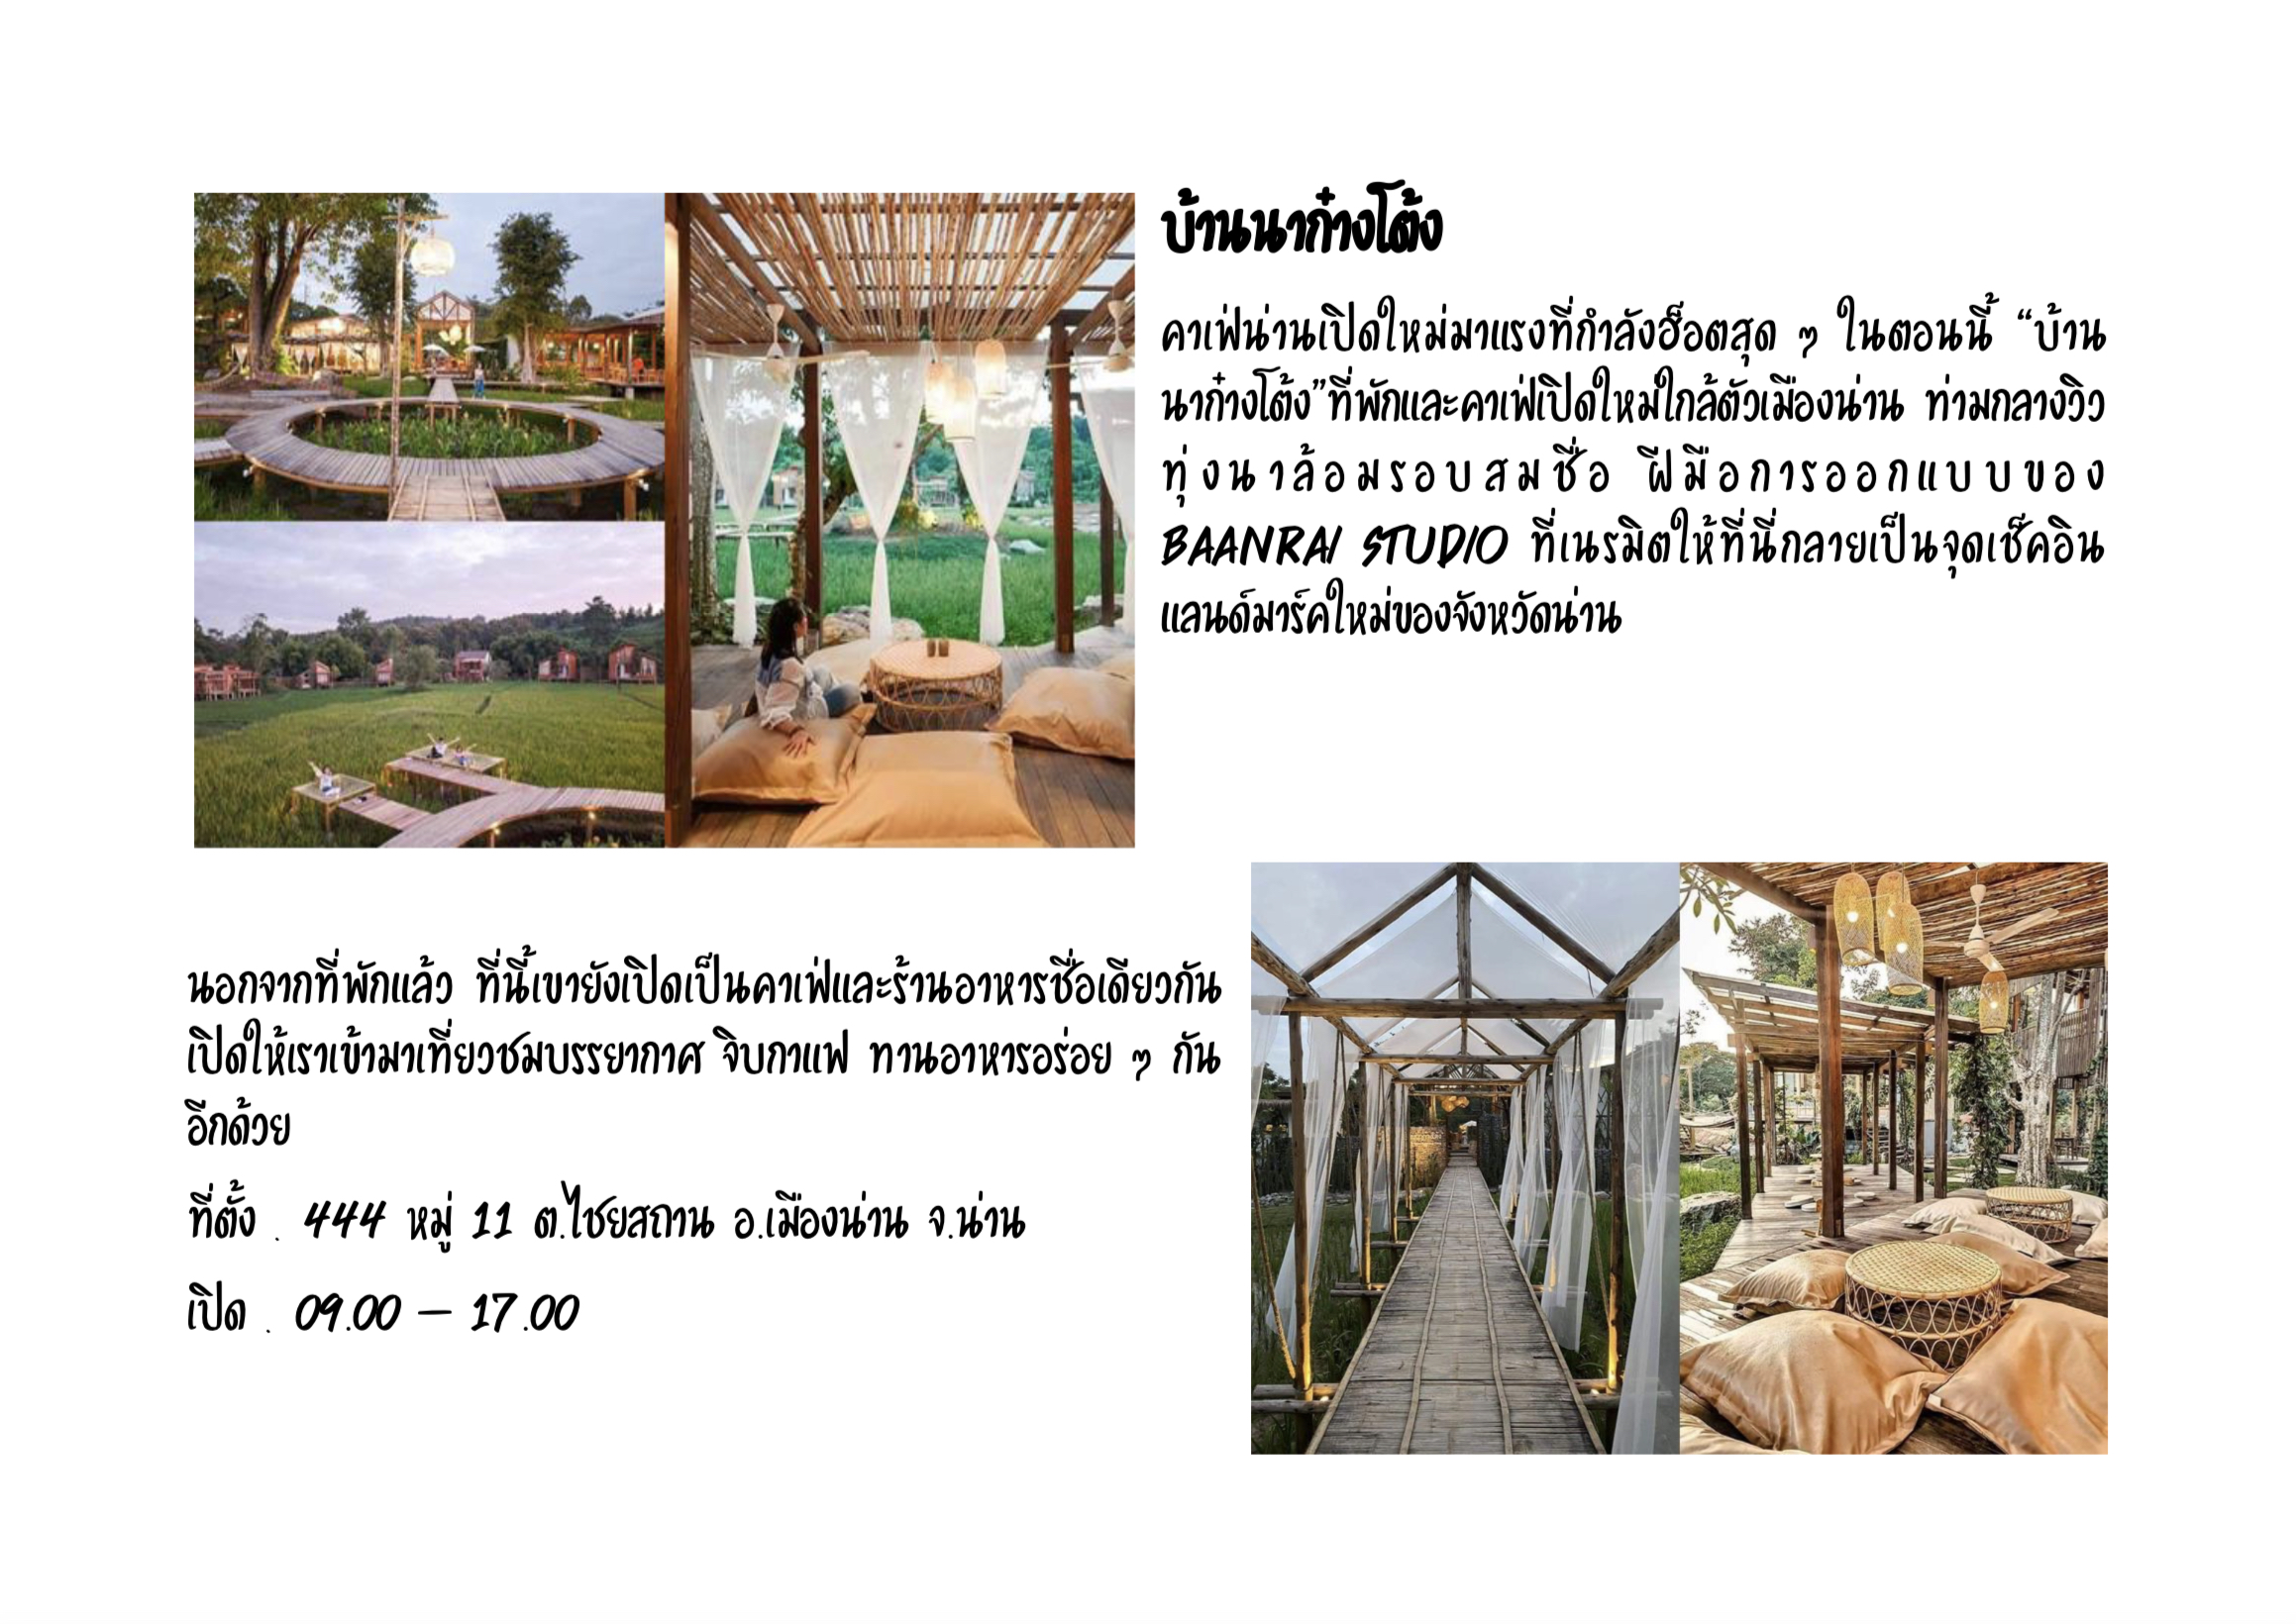 บ้านนาก๋างโต้ง
คาเฟ่น่านเปิดใหม่มาแรงที่กำลังฮ็อตสุด ๆ ในตอนนี้ “บ้าน
นาก๋างโต้ง”ที่พักและคาเฟ่เปิดใหม่ใกล้ตัวเมืองน่าน ท่ามกลางวิว
ทุ่งนาล้อมรอบสมชื่อ ฝีมือการออกแบบของ
BAANRAI STUDIO ที่เนรมิตให้ที่นี่กลายเป็นจุดเช็คอิน
แลนด์มาร์คใหม่ของจังหวัดน่าน
นอกจากที่พักแล้ว ที่นี้เขายังเปิดเป็นคาเฟ่และร้านอาหารชื่อเดียวกัน
เปิดให้เราเข้ามาเที่ยวชมบรรยากาศ จิบกาแฟ ทานอาหารอร่อย ๆ กัน
อีกด้วย
ที่ตั้ง . 444 หมู่ 11 ต.ไชยสถาน อ.เมืองน่าน จ.น่าน
เปิด . 09.00 – 17.00